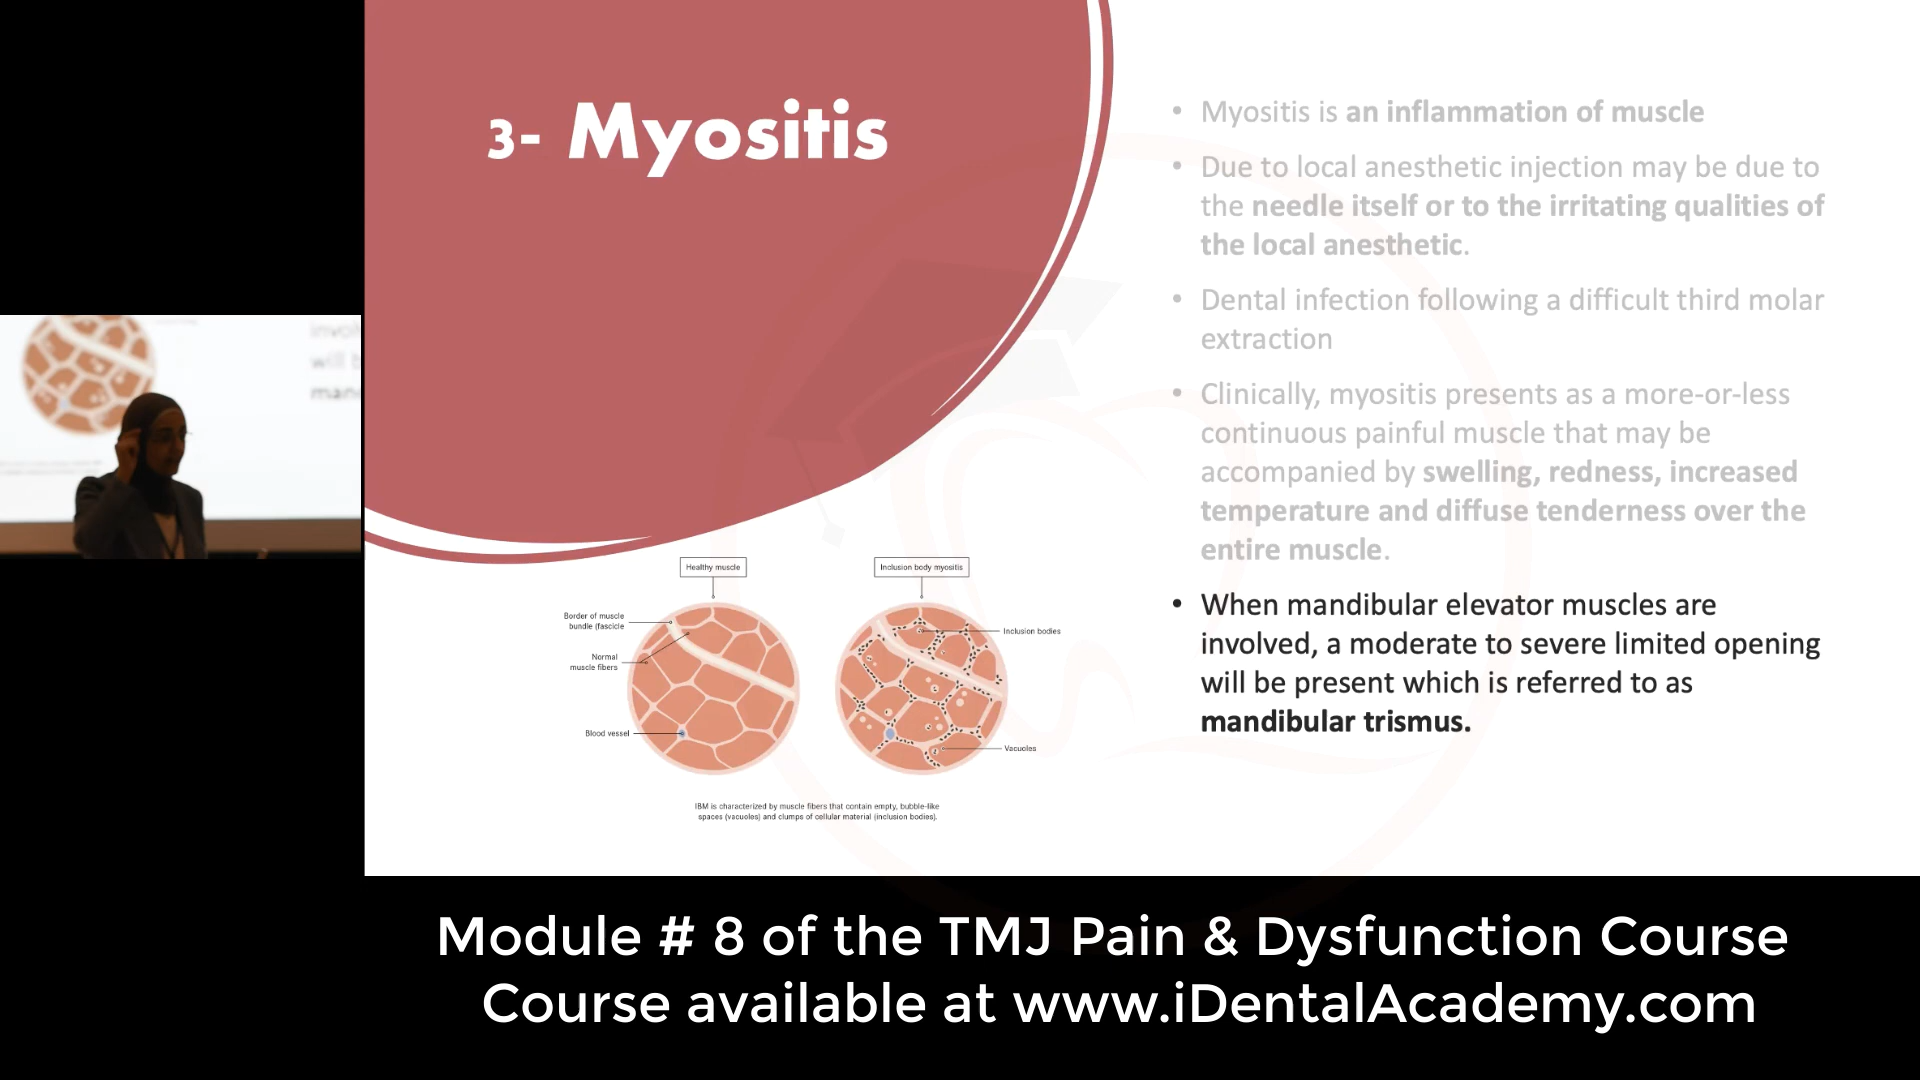 3- Myositis
• Myositis is an inflammation of muscle
• Due to local anesthetic injection may be due to
the needle itself or to the irritating qualities of
the local anesthetic.
• Dental infection following a difficult third molar
extraction
• Clinically, myositis presents as a more-or-less
continuous painful muscle that may be
accompanied by swelling, redness, increased
temperature and diffuse tenderness over the
entire muscle.
• When mandibular elevator muscles are
involved, a moderate to severe limited opening
will be present which is referred to as
mandibular trismus.
Healthy muscle
Inclusion body myositis
Border of muscle
bundle (fascicle
Normal
muscle fibers
Blood vessel
Inclusion bodies
Vacuoles
IBM is characterized by muscle fibers that contain empty, bubble-like
spaces (vacuoles) and clumps of cellular material (inclusion bodies).
Module # 8 of the TMJ Pain & Dysfunction Course
Course available at www.iDentalAcademy.com